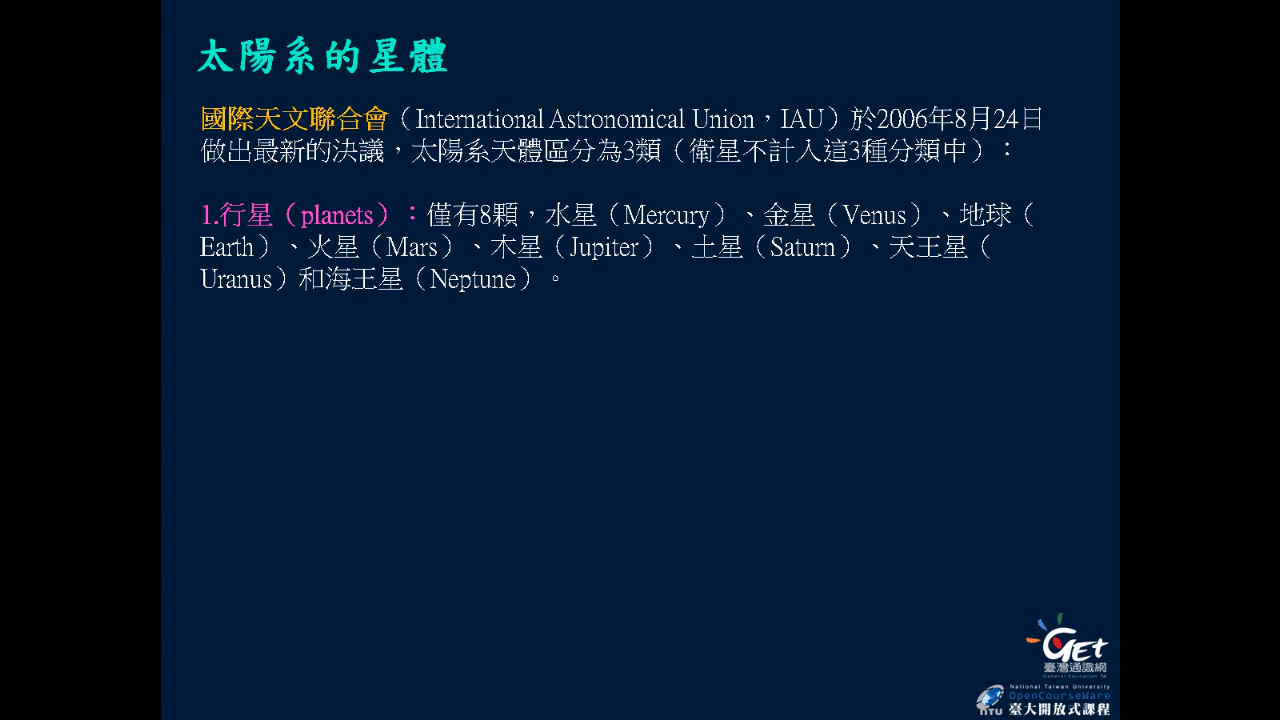 太陽系的星體
國際天文聯合會（International Astronomical Union，IAU）於2006年8月24日
做出最新的決議，太陽系天體區分為3類（衛星不計入這3種分類中）：
1.行星（planets）：僅有8顆，水星（Mercury）、金星（Venus）、地球（
Earth）、火星（Mars）、木星（Jupiter）、土星（Saturn）、天王星（
Uranus）和海王星（Neptune）。
GET
臺灣通識網
General Education TW
National Taiwan University
OpenCourseWare
NTU 臺大開放式課程